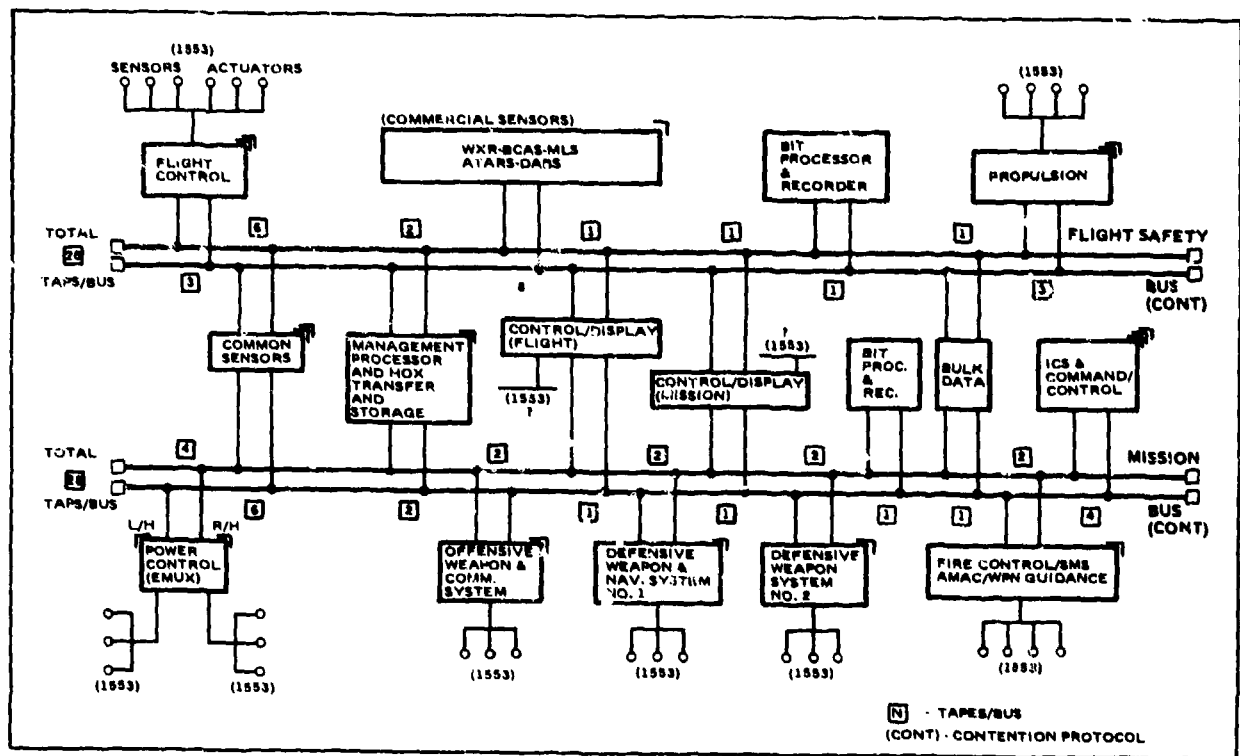 (1553)
SENSORS ACTUATORS
FLIGHT
CONTROL
(COMMERCIAL SENSORS)
WXR-BCAS-MLS
ATARS-DABS
BIT
PROCESSOR
&
RECORDER
(1553)
PROPULSION
TOTAL
TAPS/BUS
6
2
1
1
1
FLIGHT SAFETY
3
1
3
BUS
(CONT)
COMMON
SENSORS
MANAGEMENT
PROCESSOR
AND HOX
TRANSFER
AND
STORAGE
CONTROL/DISPLAY
(FLIGHT)
(1553)
?
?
(1553)
CONTROL/DISPLAY
(MISSION)
BIT
PROC.
& REC.
BULK
DATA
ICS &
COMMAND/
CONTROL
TOTAL
TAPS/BUS
4
2
2
2
2
MISSION
6
2
1
1
1
1
4
BUS
(CONT)
L/H
R/H
POWER
CONTROL
(EMUX)
(1553)
(1553)
OFFENSIVE
WEAPON &
COMM.
SYSTEM
(1553)
DEFENSIVE
WEAPON &
NAV. SYSTEM
NO. 1
(1553)
DEFENSIVE
WEAPON
SYSTEM
NO. 2
(1553)
FIRE CONTROL/SMS
AMAC/WPN GUIDANCE
(1553)
N - TAPES/BUS
(CONT) - CONTENTION PROTOCOL